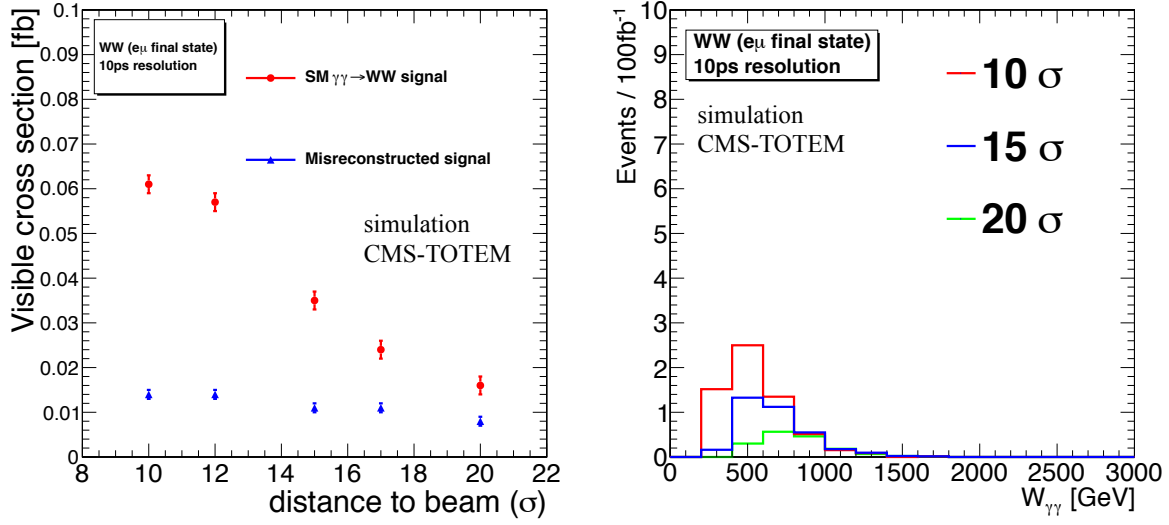 Visible cross section [fb]
0.1
0.09
0.08
0.07
0.06
0.05
0.04
0.03
0.02
0.01
0
WW (eμ final state)
10ps resolution
SM γγ→WW signal
Misreconstructed signal
simulation
CMS-TOTEM
8 10 12 14 16 18 20 22
distance to beam (σ)
Events / 100fb⁻¹
10
9
8
7
6
5
4
3
2
1
0
WW (eμ final state)
10ps resolution
simulation
CMS-TOTEM
10 σ
15 σ
20 σ
0 500 1000 1500 2000 2500 3000
Wγγ [GeV]